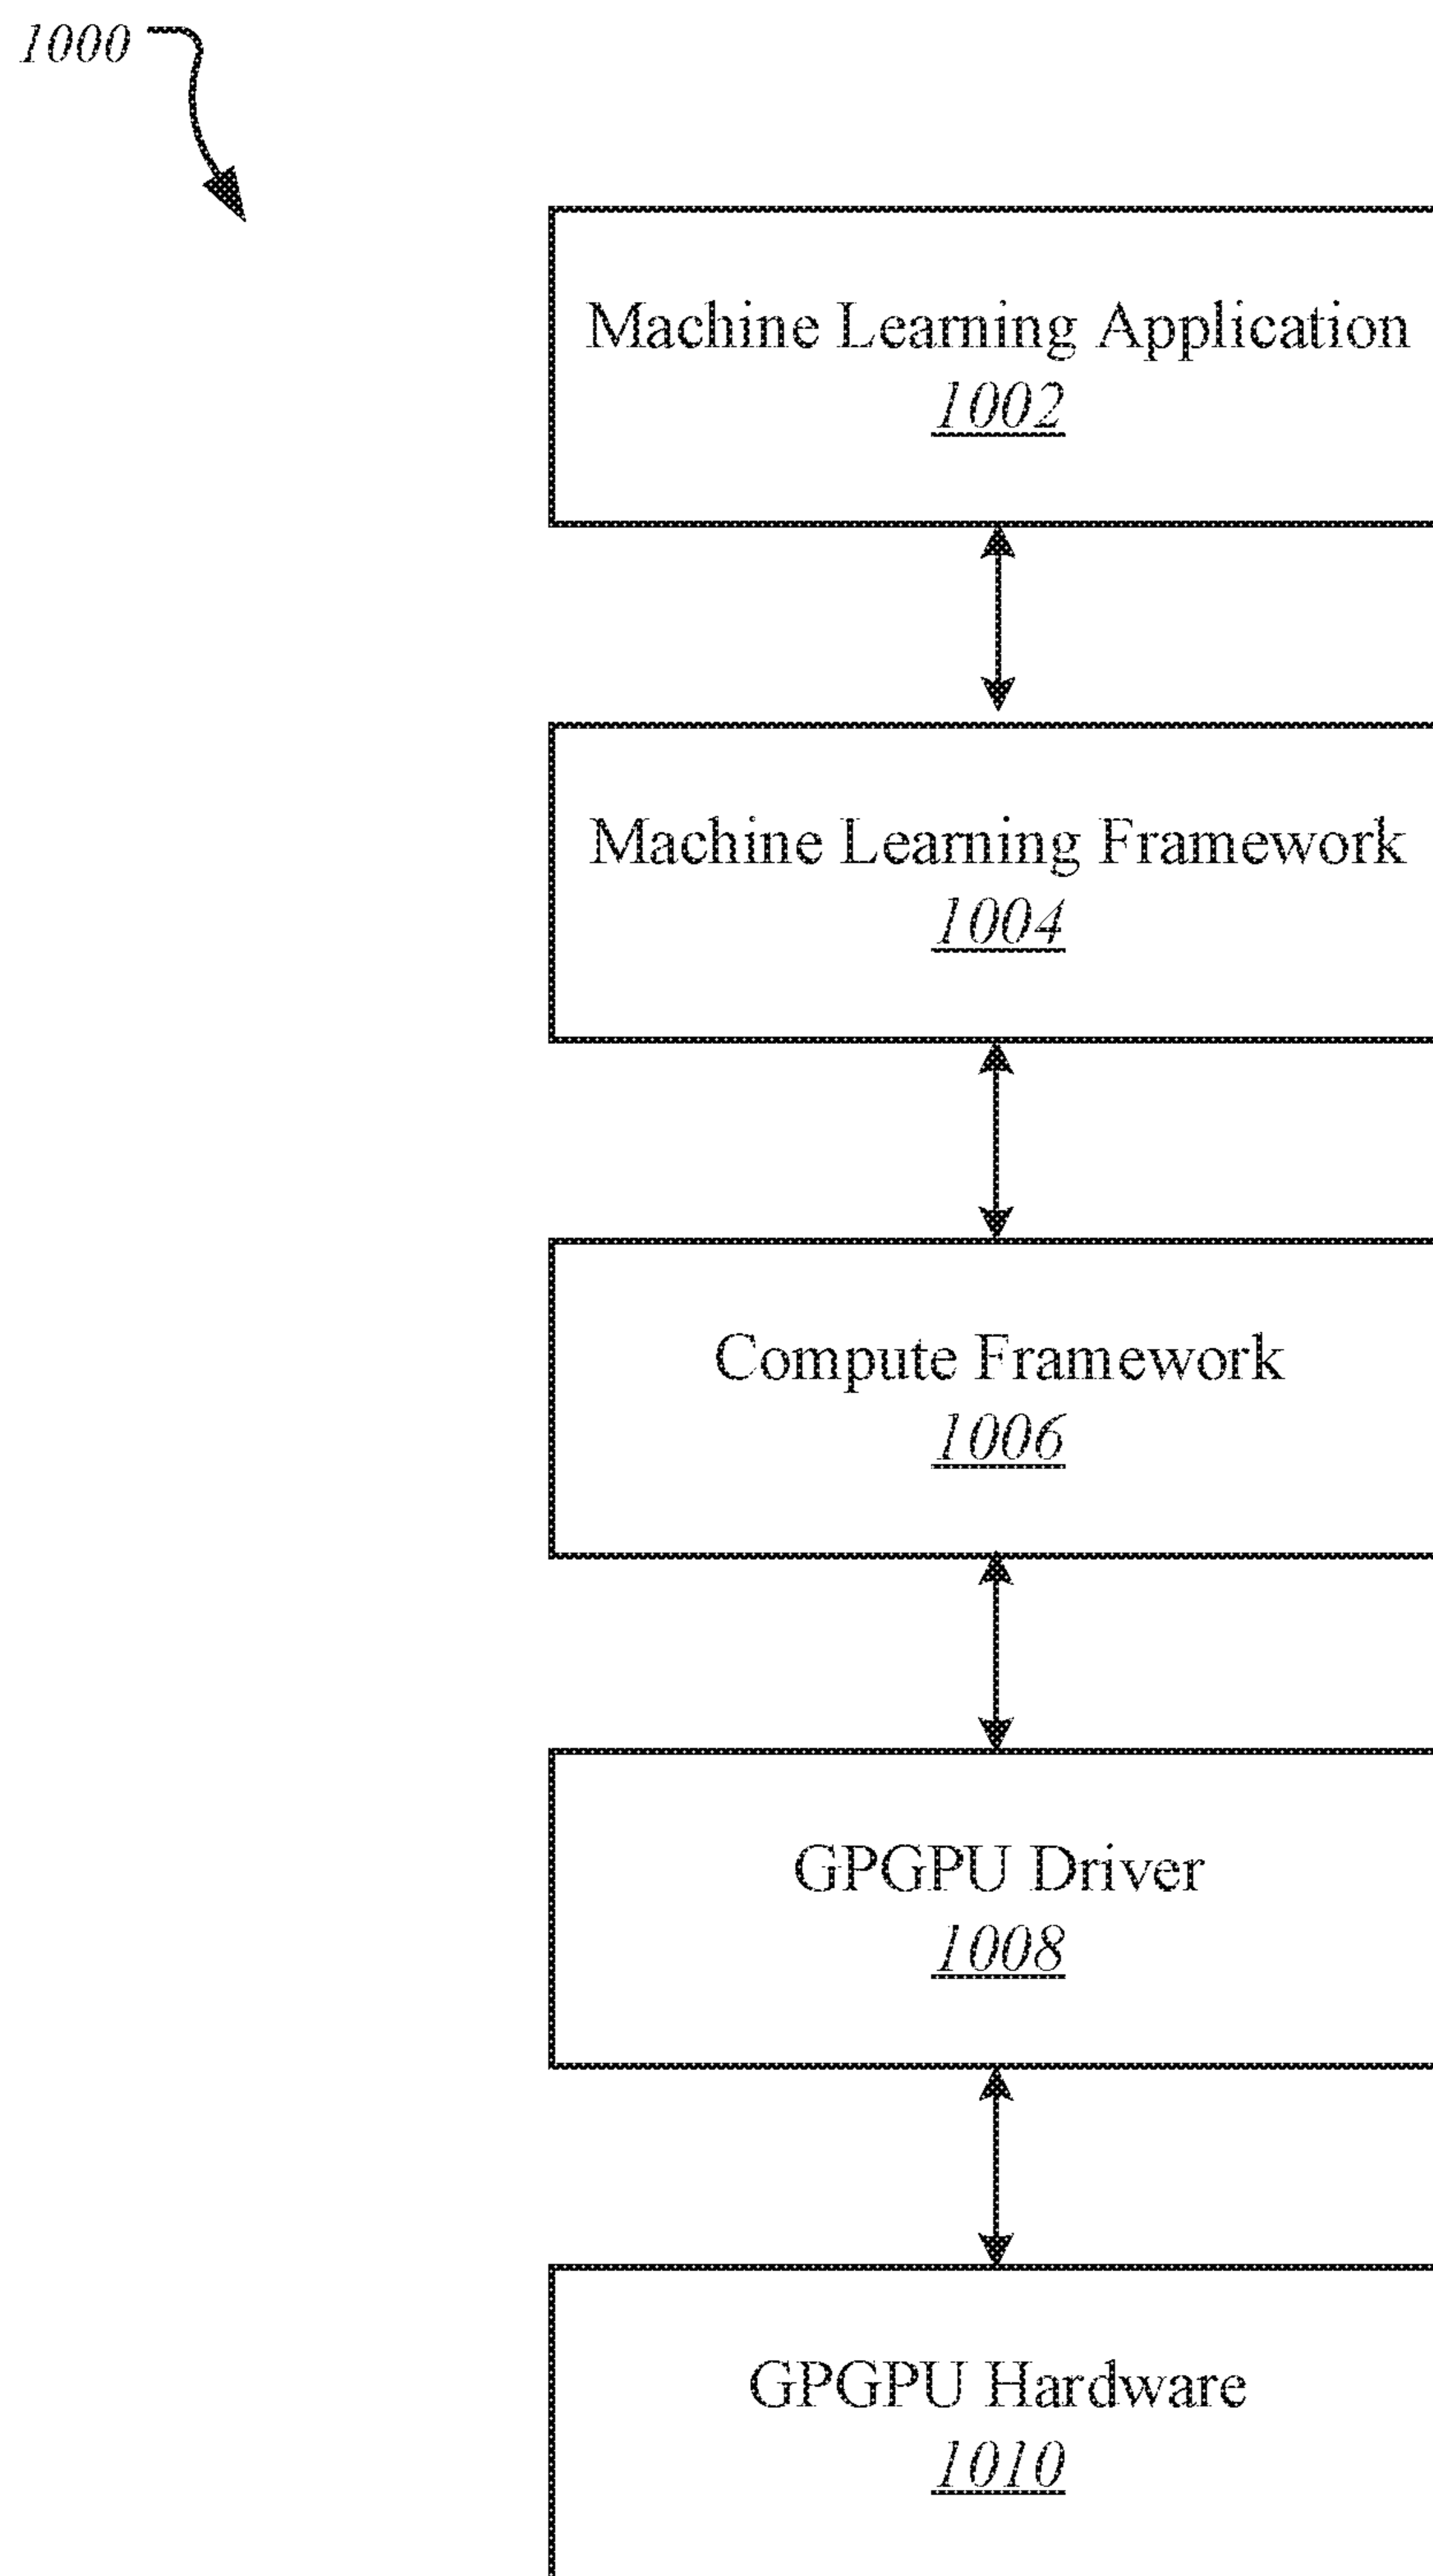 1000
Machine Learning Application
1002
Machine Learning Framework
1004
Compute Framework
1006
GPGPU Driver
1008
GPGPU Hardware
1010